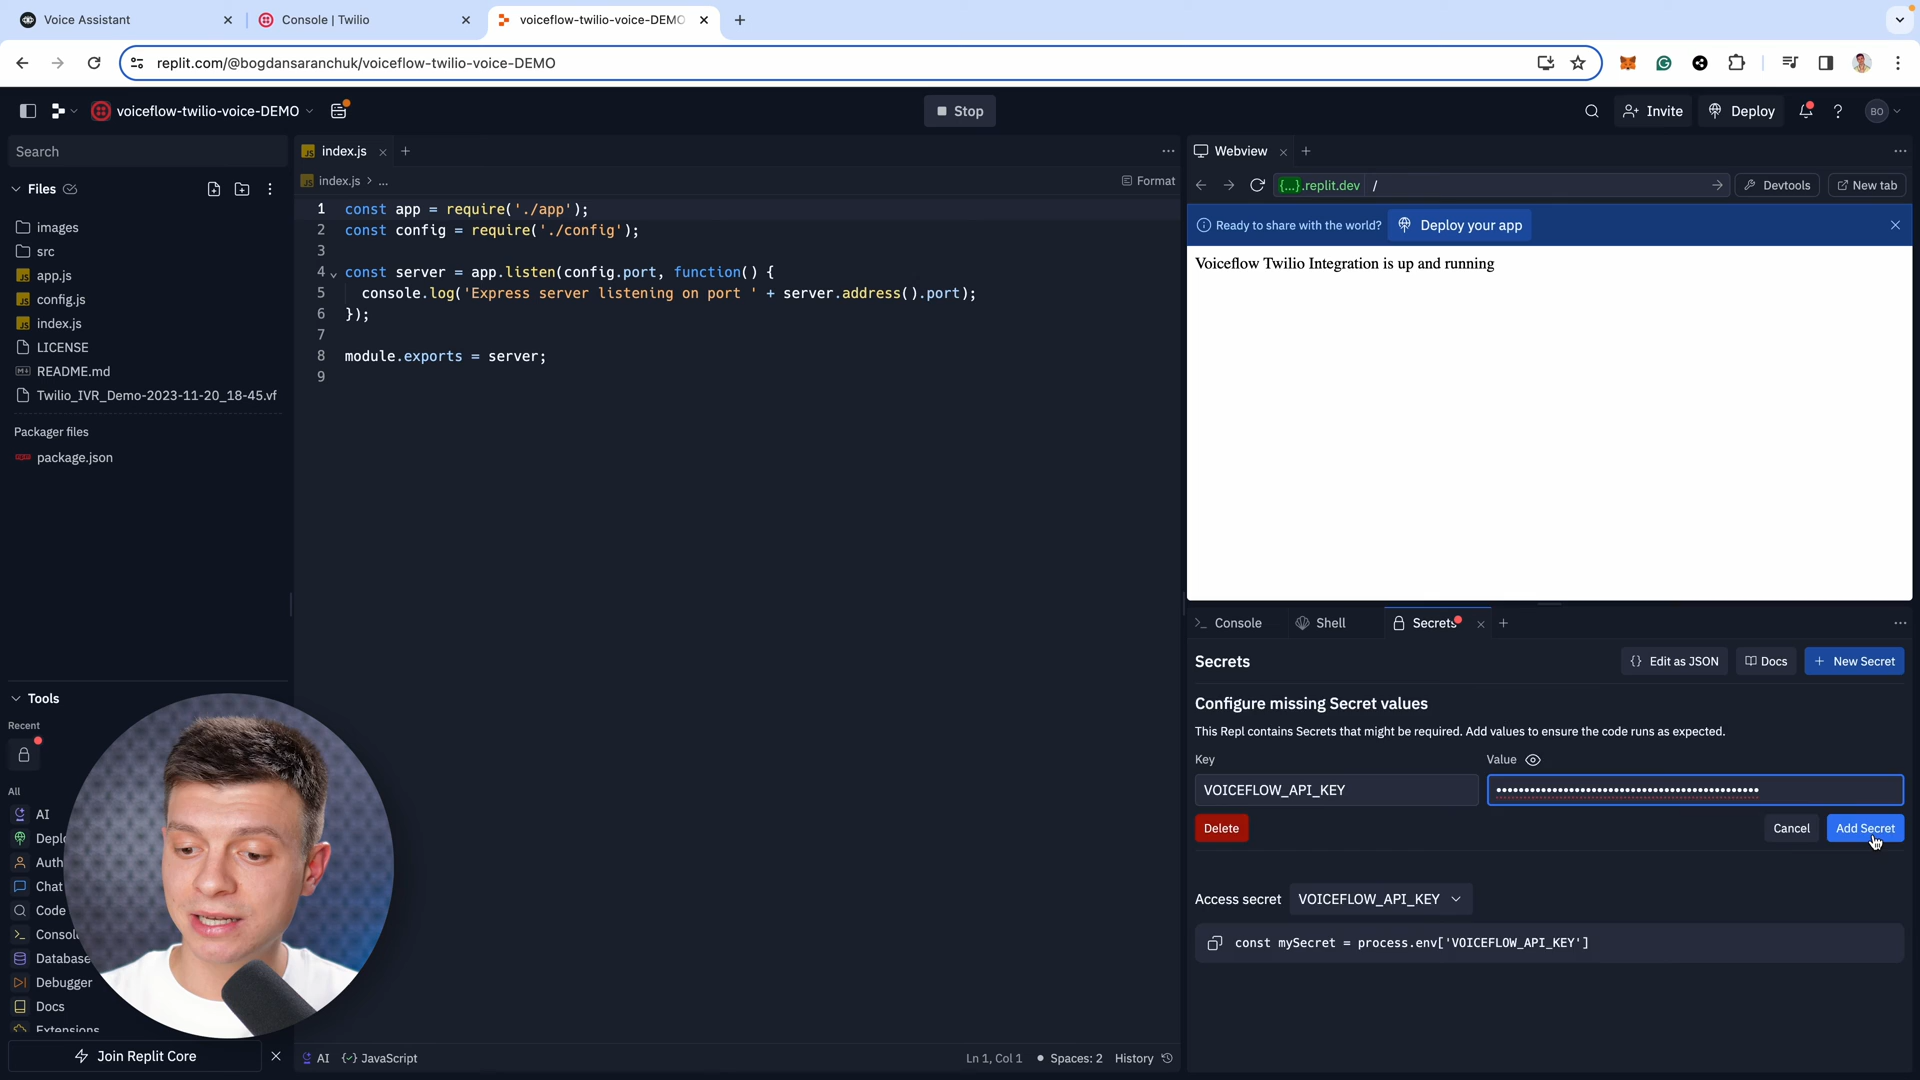 Voice Assistant
Console | Twilio
voiceflow-twilio-voice-DEMO
replit.com/@bogdansaranchuk/voiceflow-twilio-voice-DEMO
voiceflow-twilio-voice-DEMO
Stop
Invite
Deploy
?
BO
Search
Files
images
src
JS app.js
JS config.js
JS index.js
LICENSE
README.md
Twilio_IVR_Demo-2023-11-20_18-45.vf
Packager files
package.json
Tools
Recent
All
AI
Deplo
Auth
Chat
Code
Consol
Database
Debugger
Docs
Extensions
Join Replit Core
JS index.js
JS index.js > ...
Format
1 const app = require('./app');
2 const config = require('./config');
3
4 const server = app.listen(config.port, function() {
5 console.log('Express server listening on port ' + server.address().port);
6 });
7
8 module.exports = server;
9
AI
JavaScript
Ln 1, Col 1
Spaces: 2
History
Webview
{...}.replit.dev /
Devtools
New tab
Ready to share with the world?
Deploy your app
Voiceflow Twilio Integration is up and running
Console
Shell
Secrets
Secrets
{} Edit as JSON
Docs
+ New Secret
Configure missing Secret values
This Repl contains Secrets that might be required. Add values to ensure the code runs as expected.
Key
Value
VOICEFLOW_API_KEY
Delete
Cancel
Add Secret
Access secret
VOICEFLOW_API_KEY
const mySecret = process.env['VOICEFLOW_API_KEY']